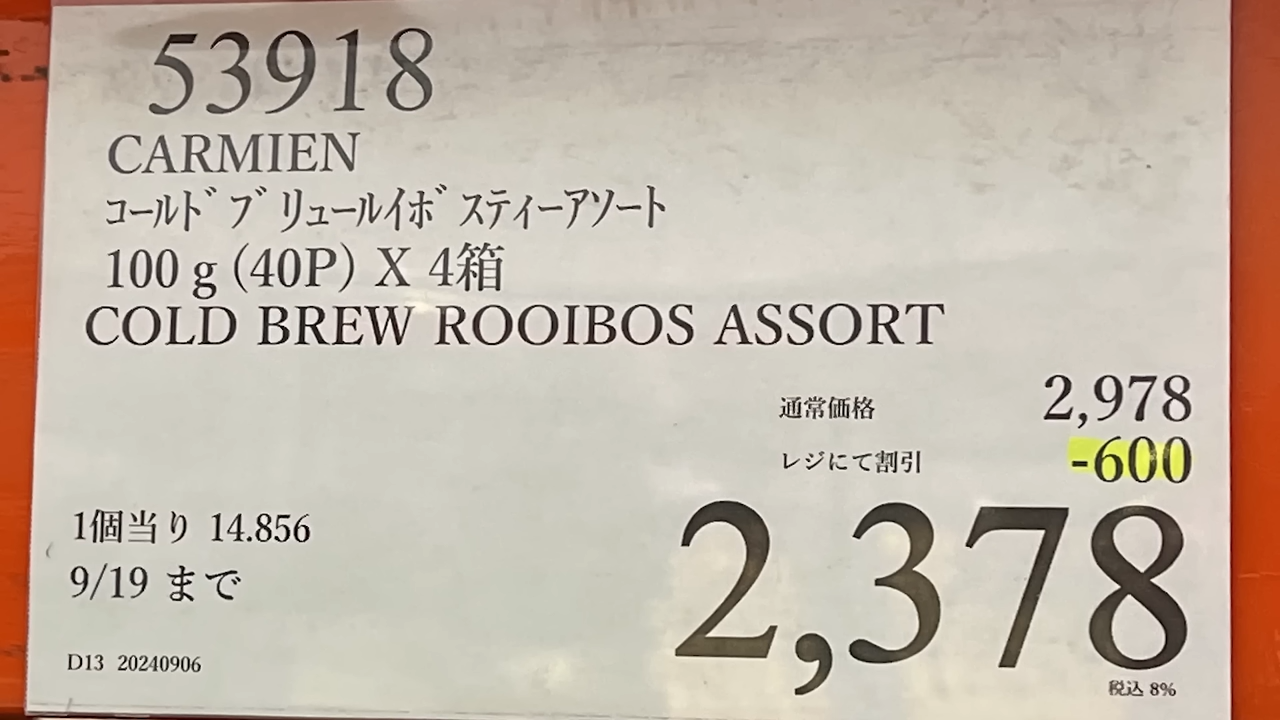 53918
CARMIEN
コールドブリュールイボスティーアソート
100 g (40P) X 4箱
COLD BREW ROOIBOS ASSORT
通常価格 2,978
レジにて割引 -600
1個当り 14.856
2,378
9/19 まで
D13 20240906
税込 8%